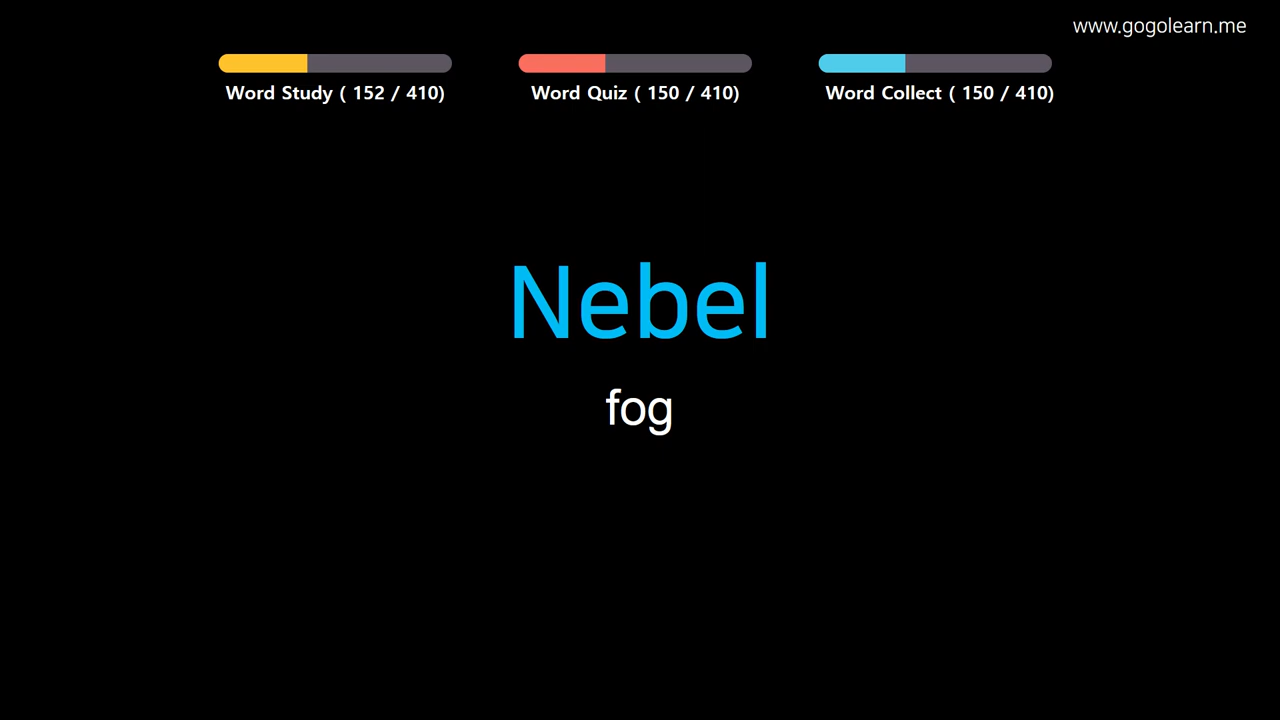 www.gogolearn.me
Word Study ( 152 / 410)
Word Quiz ( 150 / 410)
Word Collect ( 150 / 410)
Nebel
fog